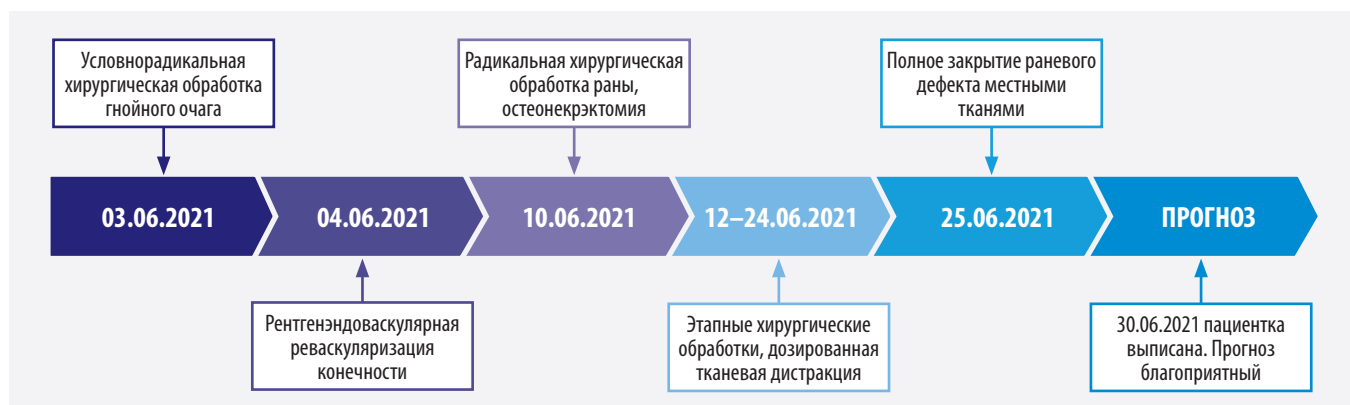 Условнорадикальная
хирургическая обработка
гнойного очага
Радикальная хирургическая
обработка раны,
остеонекрэктомия
Полное закрытие раневого
дефекта местными
тканями
03.06.2021
04.06.2021
10.06.2021
12–24.06.2021
25.06.2021
ПРОГНОЗ
Рентгенэндоваскулярная
реваскуляризация
конечности
Этапные хирургические
обработки, дозированная
тканевая дистракция
30.06.2021 пациентка
выписана. Прогноз
благоприятный